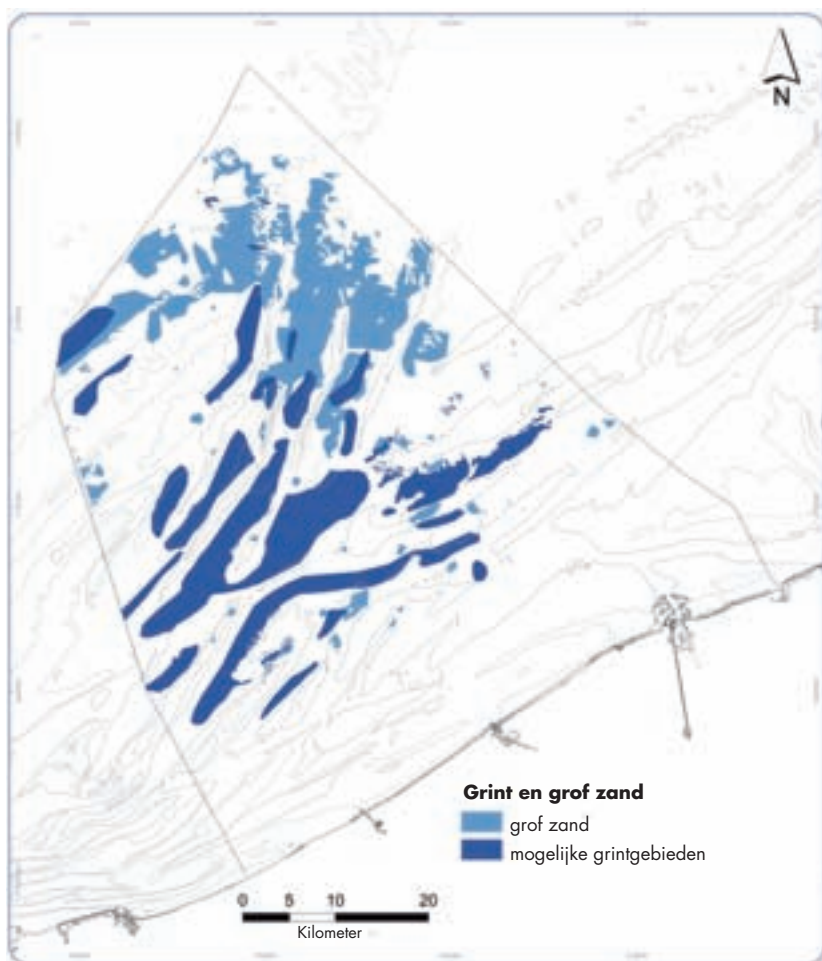 N
Grint en grof zand
grof zand
mogelijke grintgebieden
0 5 10 20
Kilometer